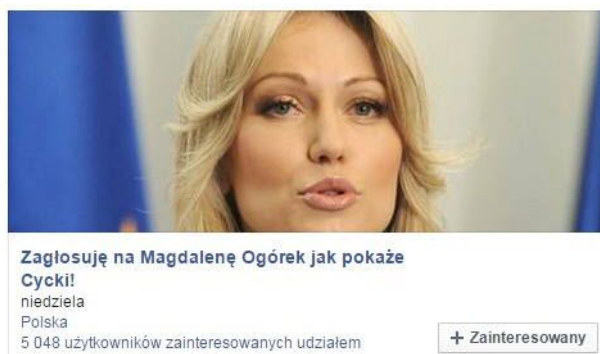 Zagłosuję na Magdalenę Ogórek jak pokaże
Cycki!
niedziela
Polska
5 048 użytkowników zainteresowanych udziałem
+ Zainteresowany